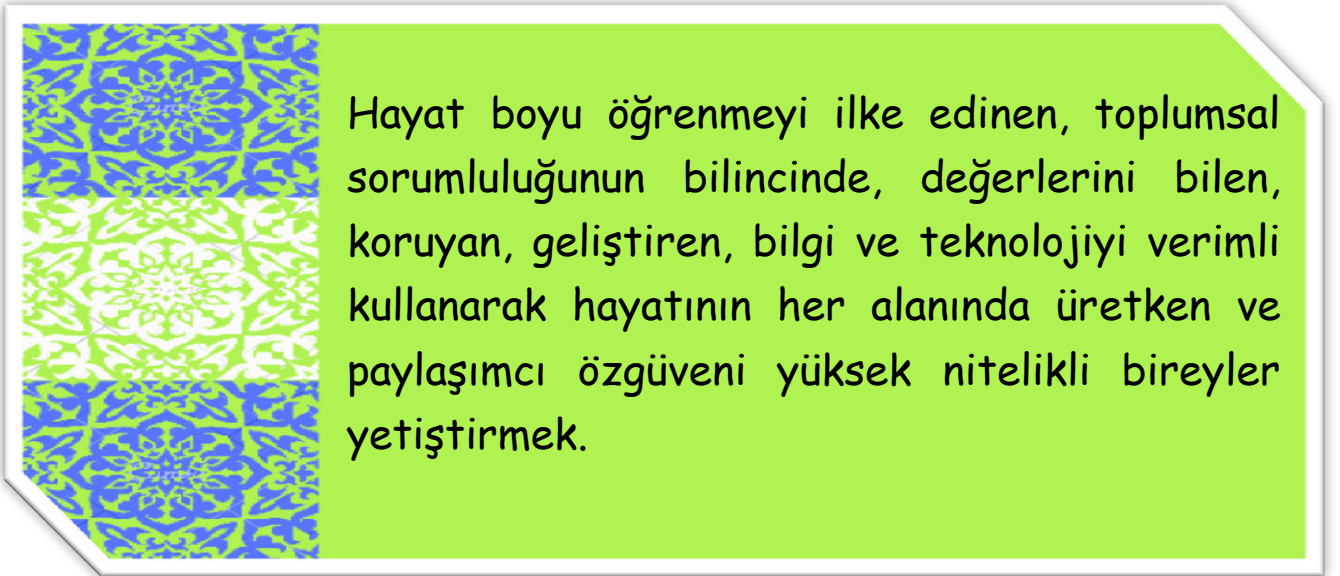 Hayat boyu öğrenmeyi ilke edinen, toplumsal
sorumluluğunun bilincinde, değerlerini bilen,
koruyan, geliştiren, bilgi ve teknolojiyi verimli
kullanarak hayatının her alanında üretken ve
paylaşımcı özgüveni yüksek nitelikli bireyler
yetiştirmek.